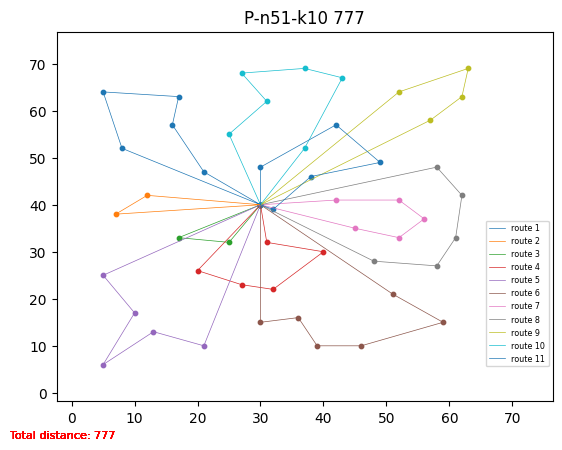 P-n51-k10 777
70
60
50
40
30
20
10
0
route 1
route 2
route 3
route 4
route 5
route 6
route 7
route 8
route 9
route 10
route 11
0 10 20 30 40 50 60 70
Total distance: 777